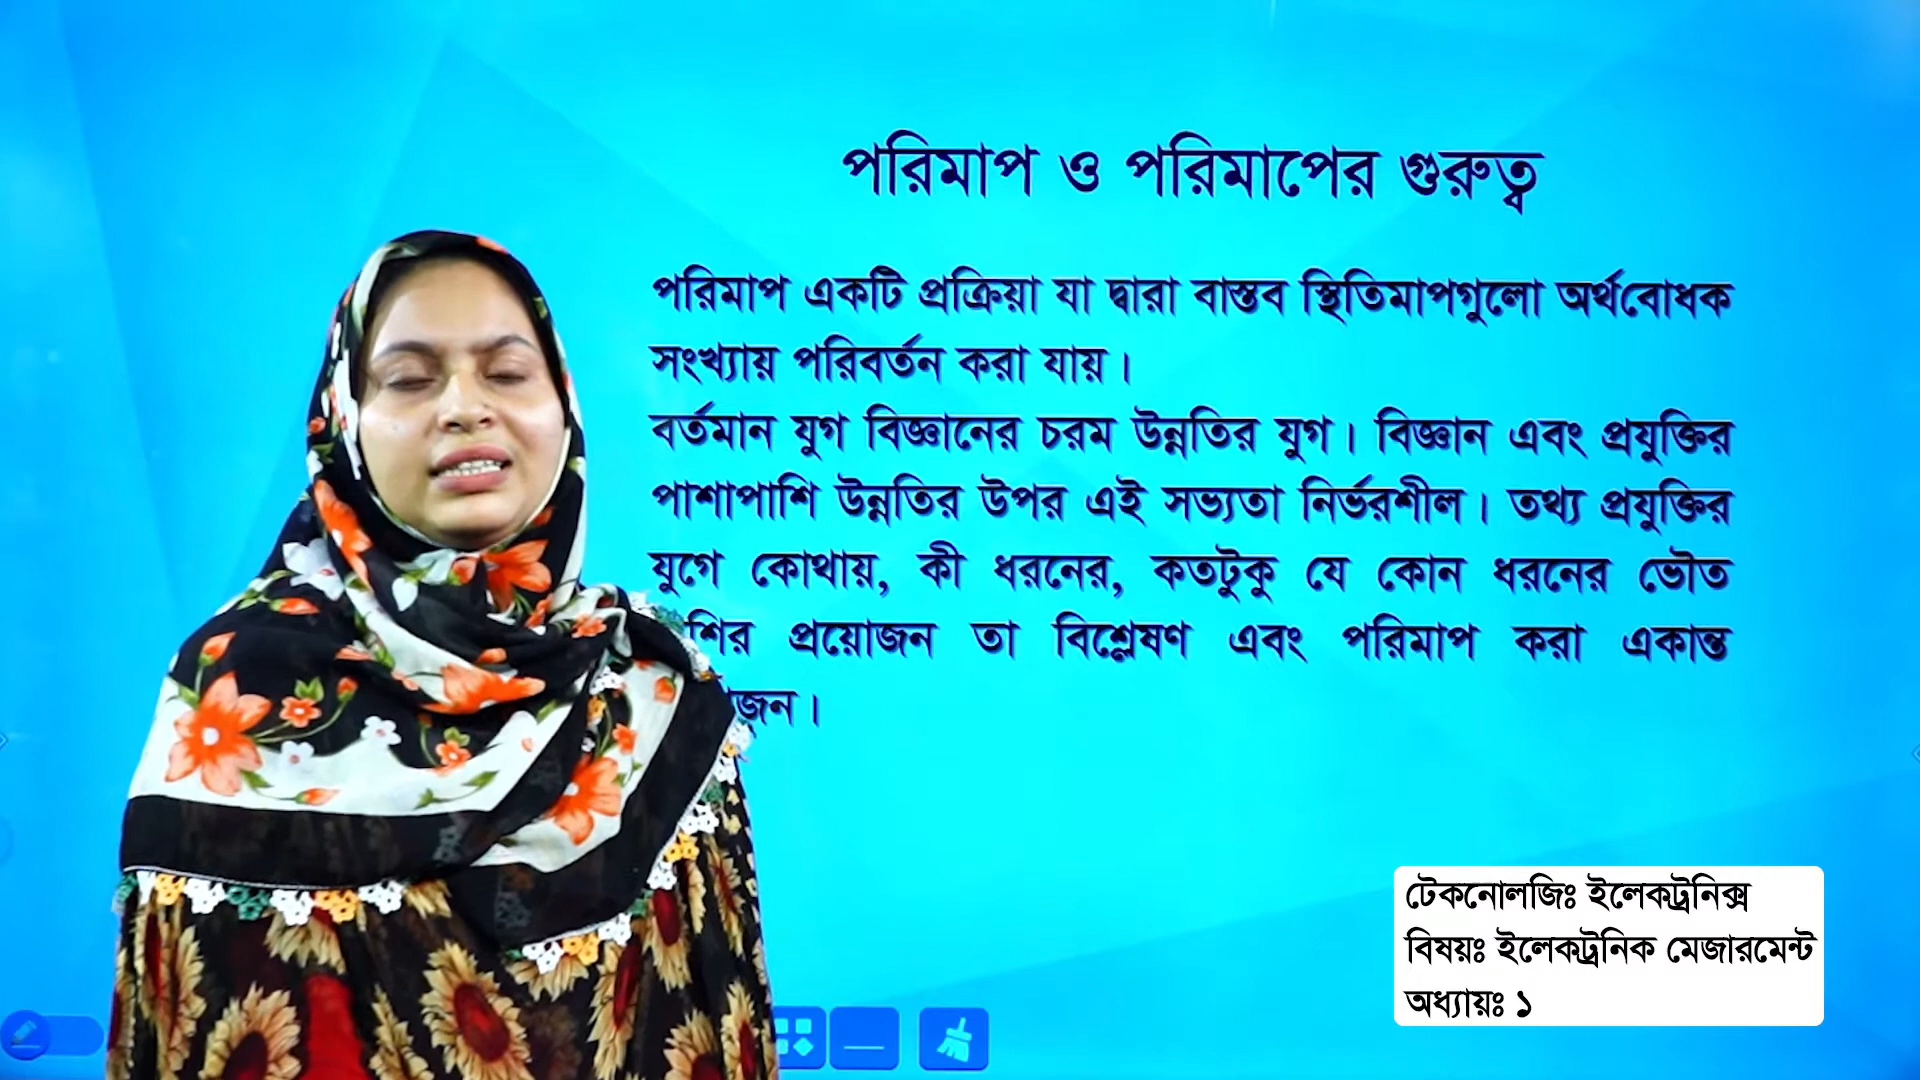 পরিমাপ ও পরিমাপের গুরুত্ব
পরিমাপ একটি প্রক্রিয়া যা দ্বারা বাস্তব স্থিতিমাপগুলো অর্থবোধক
সংখ্যায় পরিবর্তন করা যায়।
বর্তমান যুগ বিজ্ঞানের চরম উন্নতির যুগ। বিজ্ঞান এবং প্রযুক্তির
পাশাপাশি উন্নতির উপর এই সভ্যতা নির্ভরশীল। তথ্য প্রযুক্তির
যুগে কোথায়, কী ধরনের, কতটুকু যে কোন ধরনের ভৌত
প্রয়োজন তা বিশ্লেষণ এবং পরিমাপ করা একান্ত
টেকনোলজিঃ ইলেকট্রনিক্স
বিষয়ঃ ইলেকট্রনিক মেজারমেন্ট
অধ্যায়ঃ ১